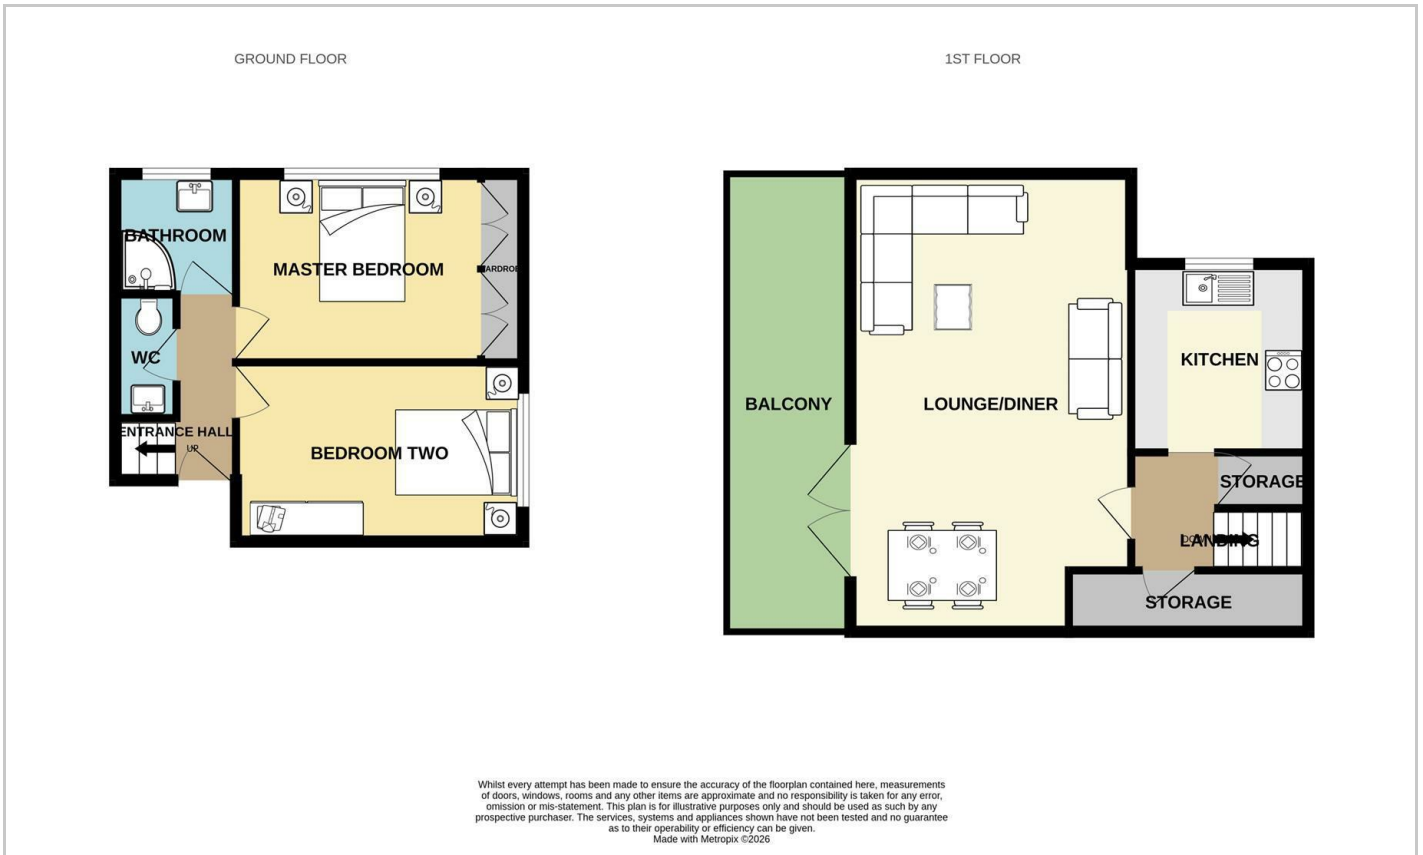 GROUND FLOOR
1ST FLOOR
BATHROOM
MASTER BEDROOM
WC
ENTRANCE HALL
UP
BEDROOM TWO
BALCONY
LOUNGE/DINER
KITCHEN
STORAGE
LANDING
STORAGE
Whilst every attempt has been made to ensure the accuracy of the floorplan contained here, measurements
of doors, windows, rooms and any other items are approximate and no responsibility is taken for any error,
omission or mis-statement. This plan is for illustrative purposes only and should be used as such by any
prospective purchaser. The services, systems and appliances shown have not been tested and no guarantee
as to their operability or efficiency can be given.
Made with Metropix ©2026